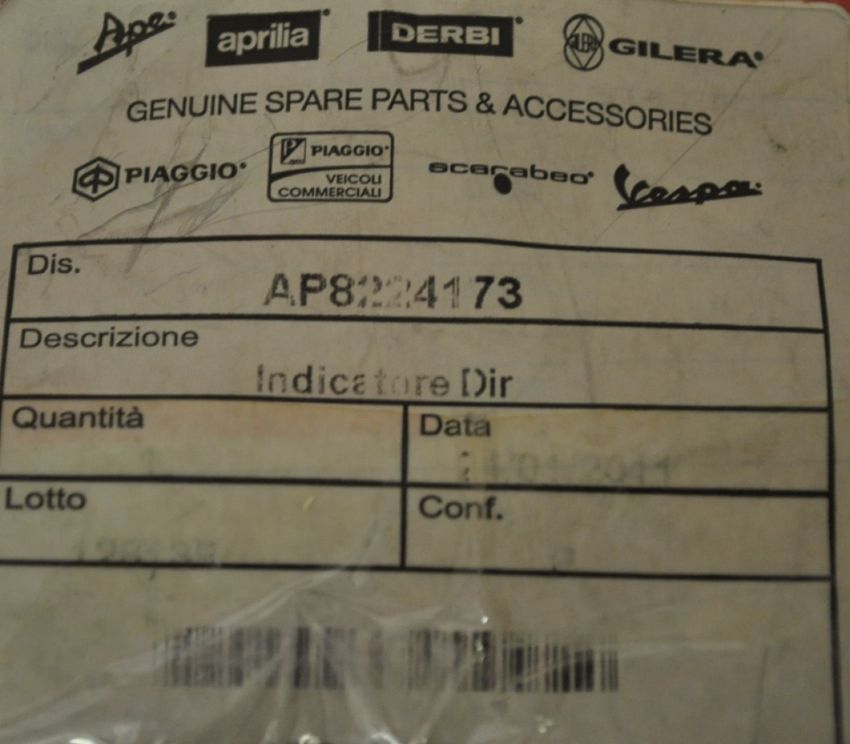 Ape®
aprilia®
DERBI®
GILERA®
GENUINE SPARE PARTS & ACCESSORIES
PIAGGIO®
PIAGGIO®
VEICOLI
COMMERCIALI
scarabeo®
Vespa®
Dis.
AP8224173
Descrizione
Indicatore Dir
Quantità
Data
Lotto
Conf.